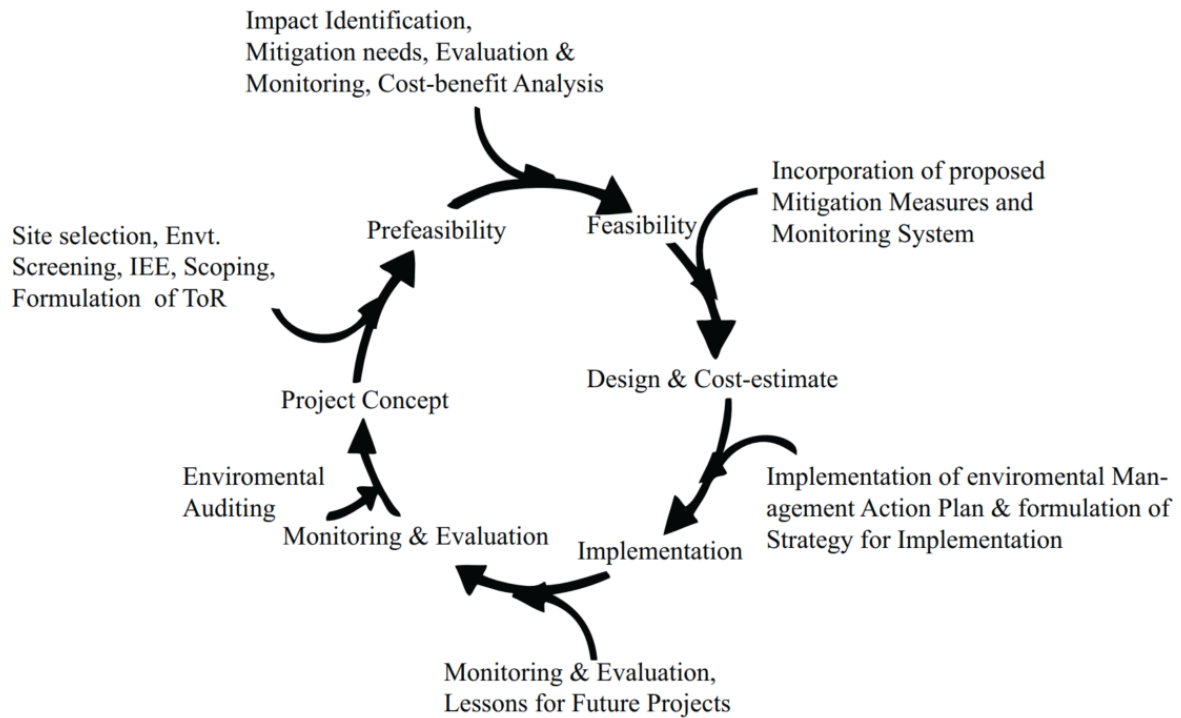 Impact Identification,
Mitigation needs, Evaluation &
Monitoring, Cost-benefit Analysis
Incorporation of proposed
Mitigation Measures and
Monitoring System
Prefeasibility
Feasibility
Site selection, Envt.
Screening, IEE, Scoping,
Formulation of ToR
Design & Cost-estimate
Project Concept
Enviromental
Auditing
Implementation of enviromental Man-
agement Action Plan & formulation of
Strategy for Implementation
Monitoring & Evaluation
Implementation
Monitoring & Evaluation,
Lessons for Future Projects